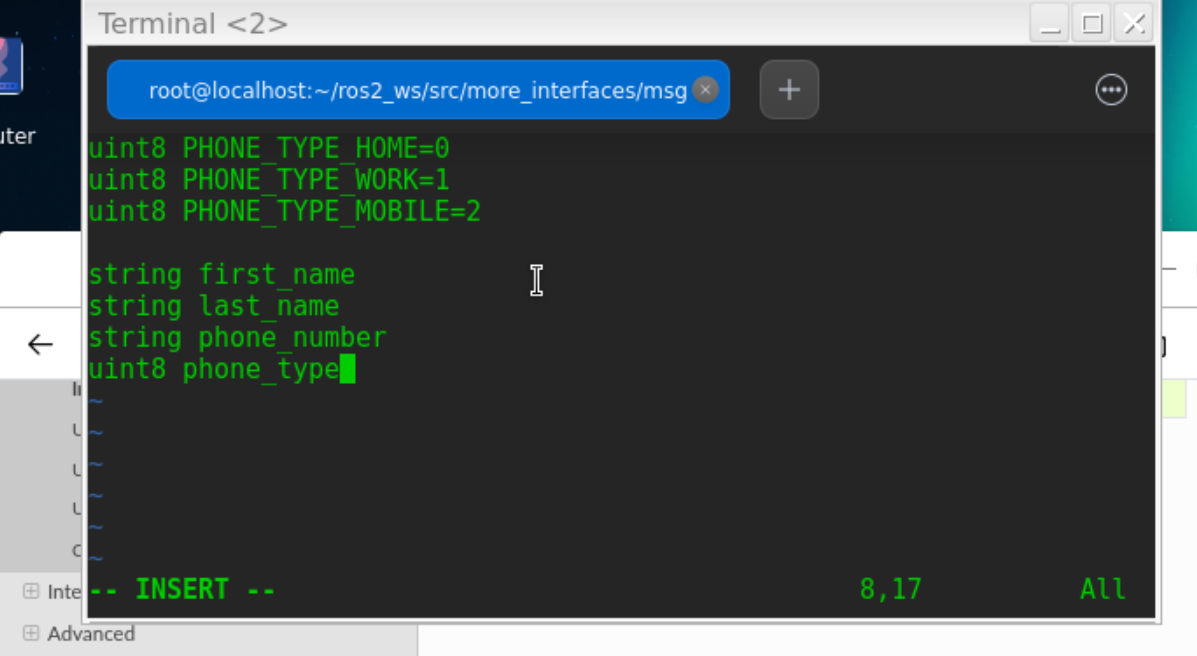 Terminal <2>
root@localhost:~/ros2_ws/src/more_interfaces/msg
uint8 PHONE_TYPE_HOME=0
uint8 PHONE_TYPE_WORK=1
uint8 PHONE_TYPE_MOBILE=2
string first_name
string last_name
string phone_number
uint8 phone_type
~
~
~
~
~
~
-- INSERT -- 8,17 All
uter
Inte
Advanced